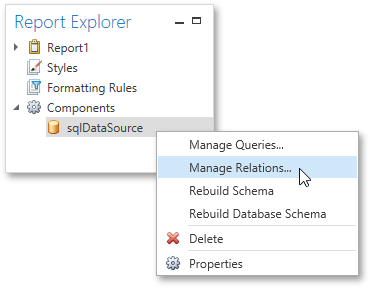 Report Explorer
Report1
Styles
Formatting Rules
Components
sqlDataSource
Manage Queries...
Manage Relations...
Rebuild Schema
Rebuild Database Schema
Delete
Properties